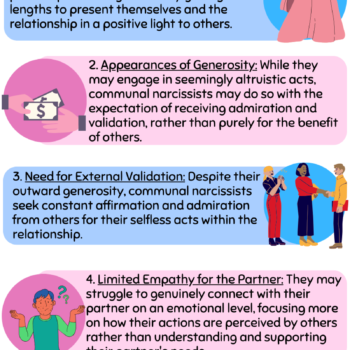 lengths to present themselves and the
relationship in a positive light to others.
2. Appearances of Generosity: While they
may engage in seemingly altruistic acts,
communal narcissists may do so with the
expectation of receiving admiration and
validation, rather than purely for the benefit
of others.
3. Need for External Validation: Despite their
outward generosity, communal narcissists
seek constant affirmation and admiration
from others for their selfless acts within the
relationship.
4. Limited Empathy for the Partner: They may
struggle to genuinely connect with their
partner on an emotional level, focusing more
on how their actions are perceived by others
rather than understanding and supporting